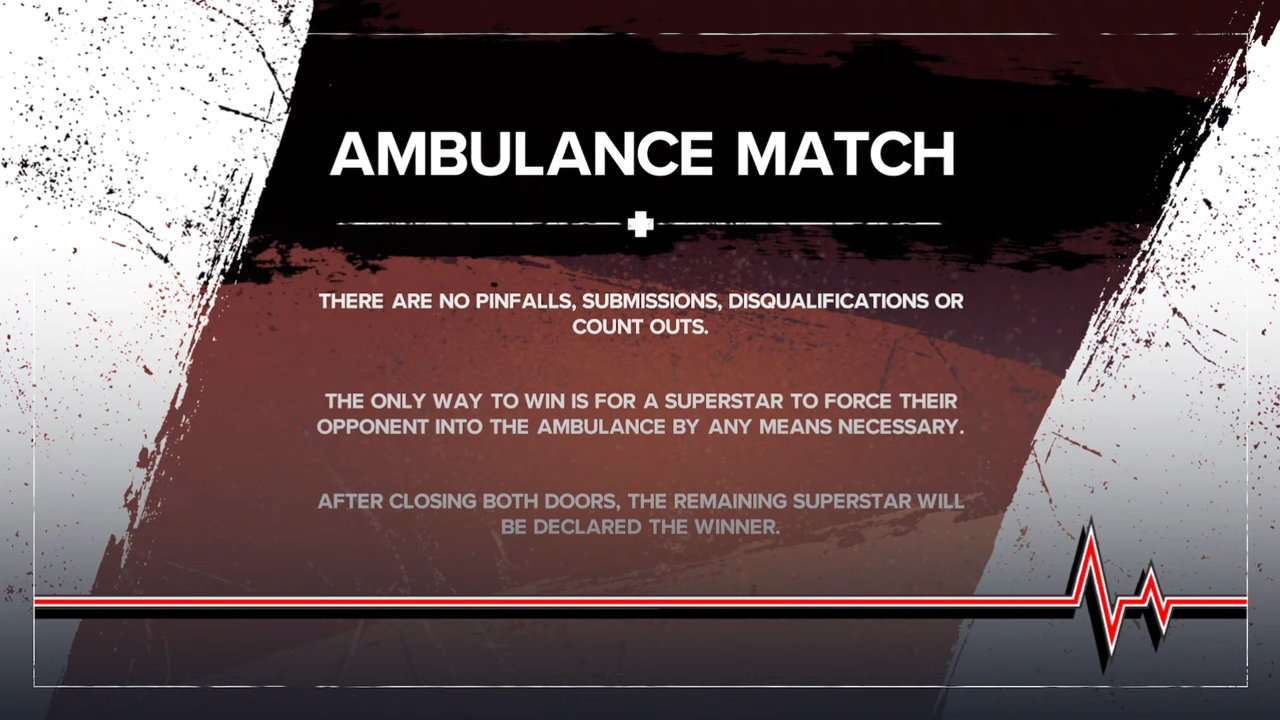 AMBULANCE MATCH
THERE ARE NO PINFALLS, SUBMISSIONS, DISQUALIFICATIONS OR
COUNT OUTS.
THE ONLY WAY TO WIN IS FOR A SUPERSTAR TO FORCE THEIR
OPPONENT INTO THE AMBULANCE BY ANY MEANS NECESSARY.
AFTER CLOSING BOTH DOORS, THE REMAINING SUPERSTAR WILL
BE DECLARED THE WINNER.